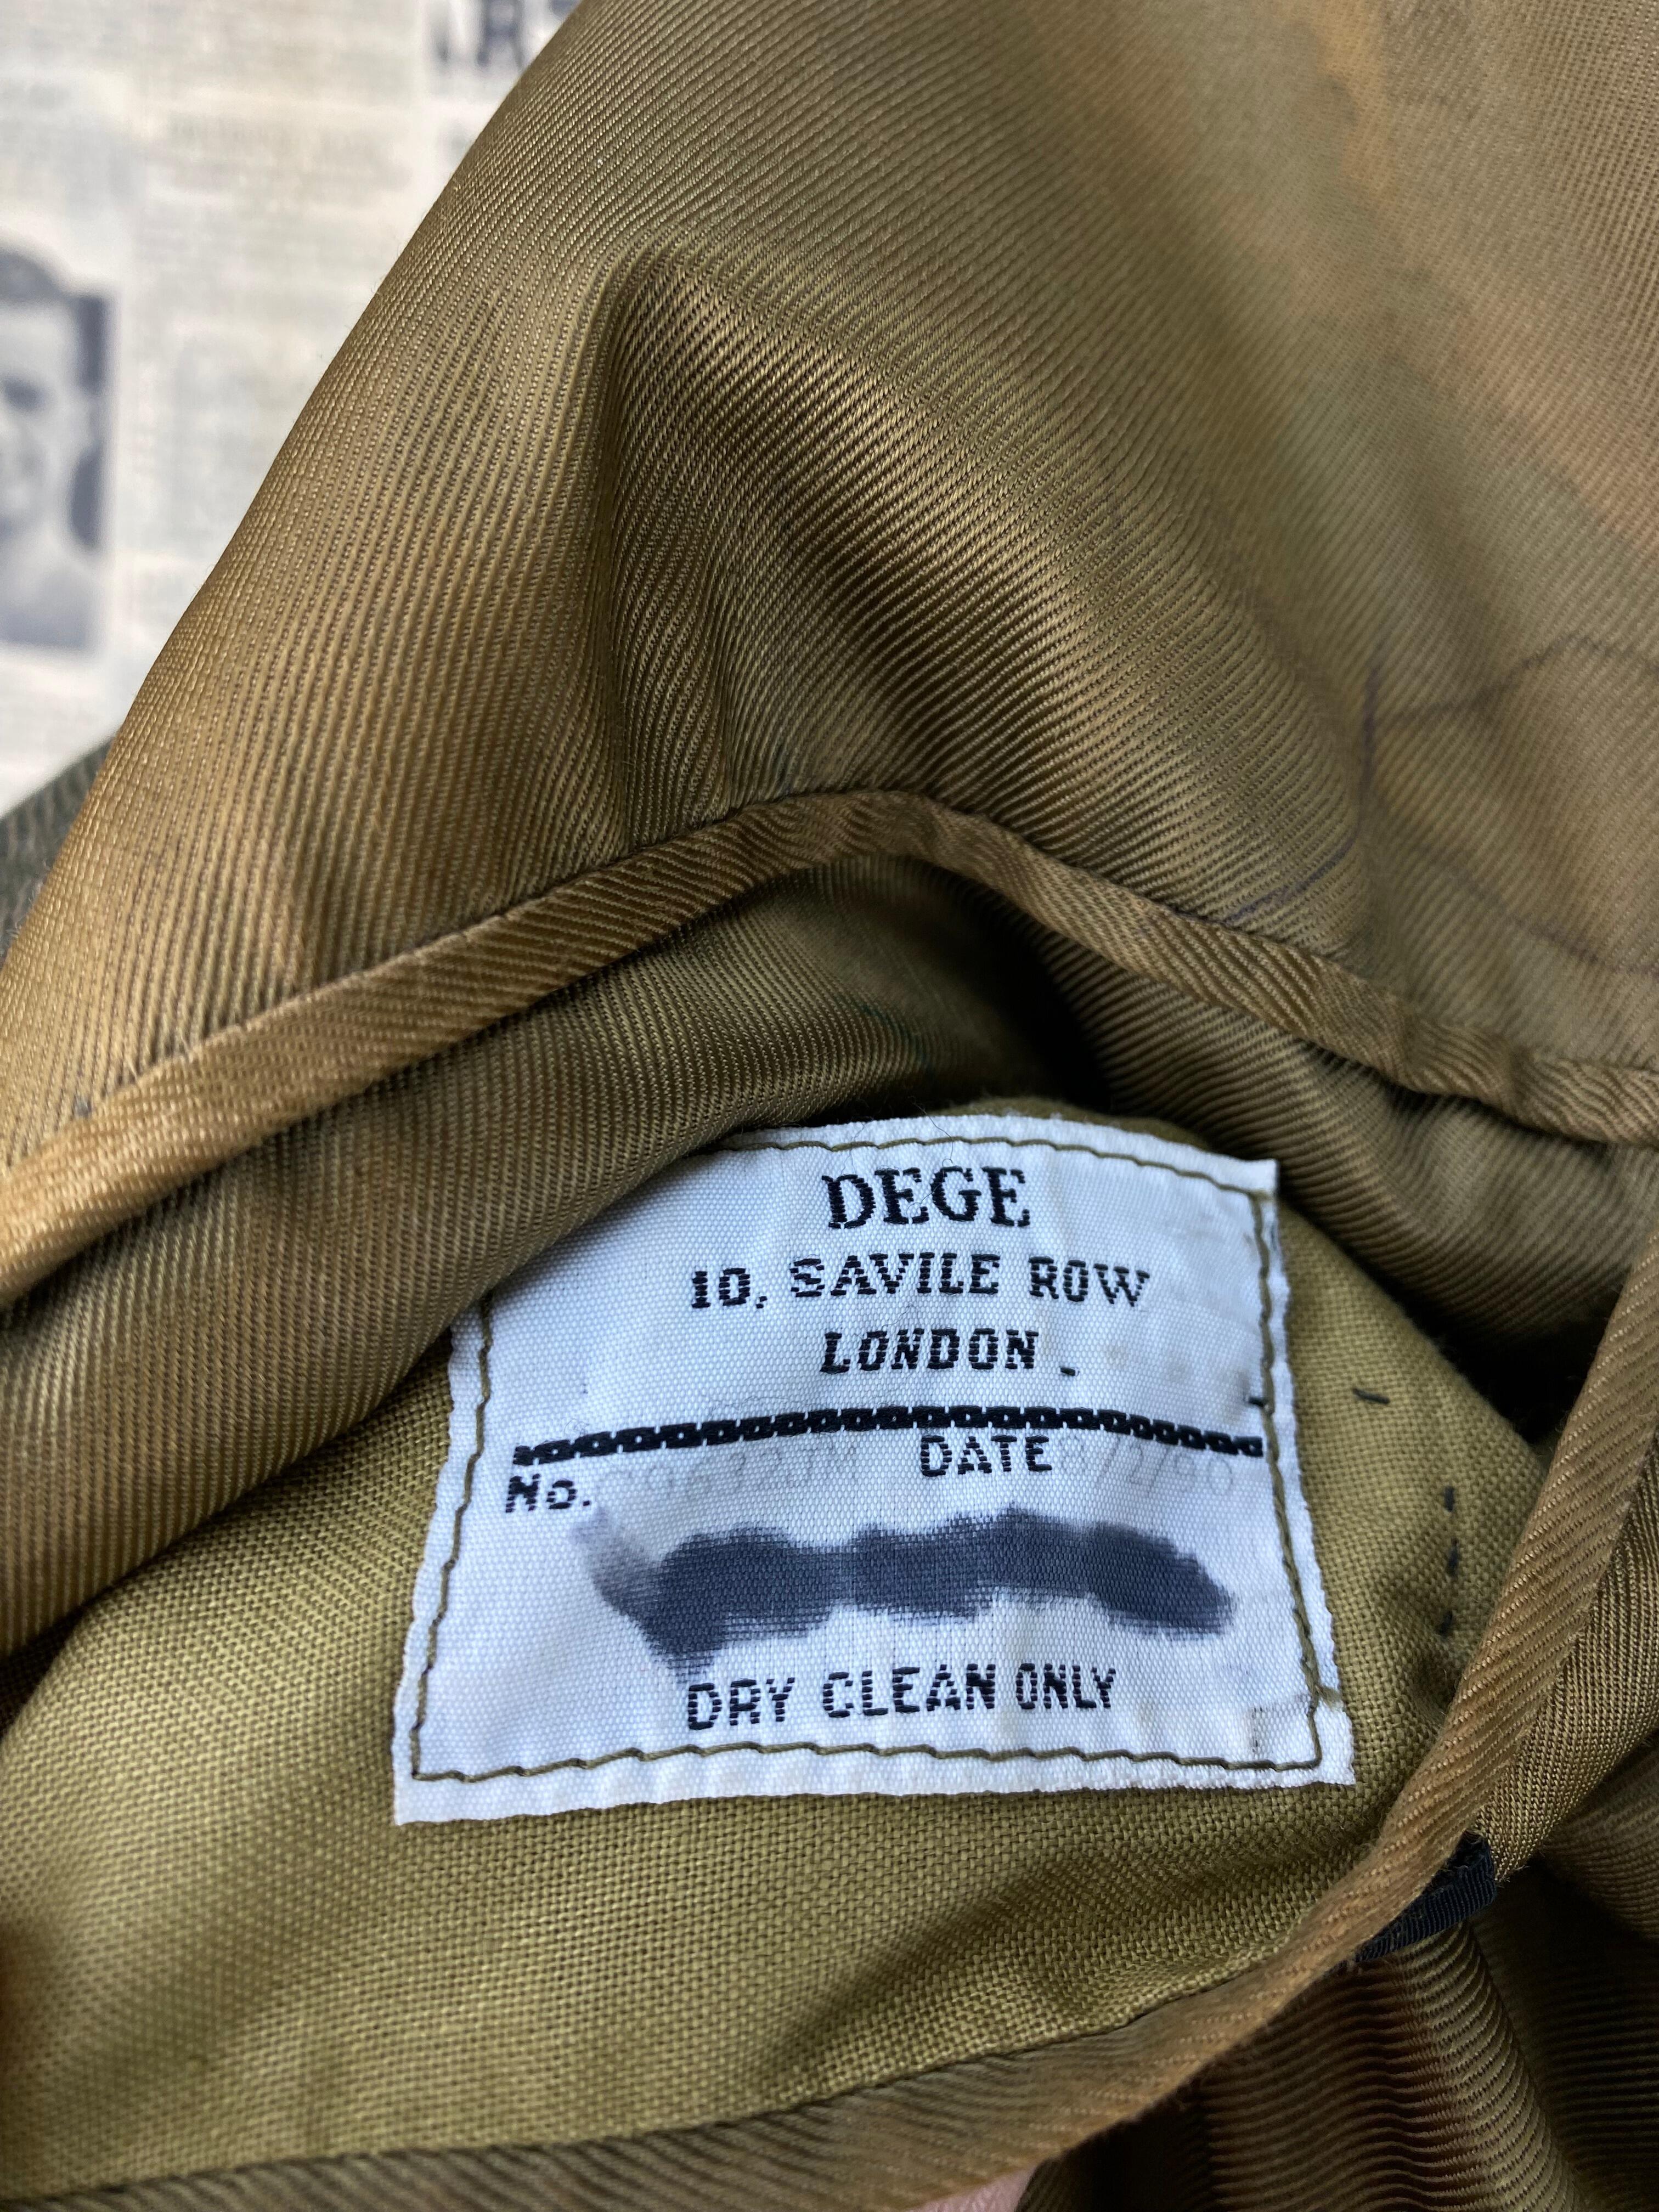 DEGE
10, SAVILE ROW
LONDON.
No. DATE
DRY CLEAN ONLY